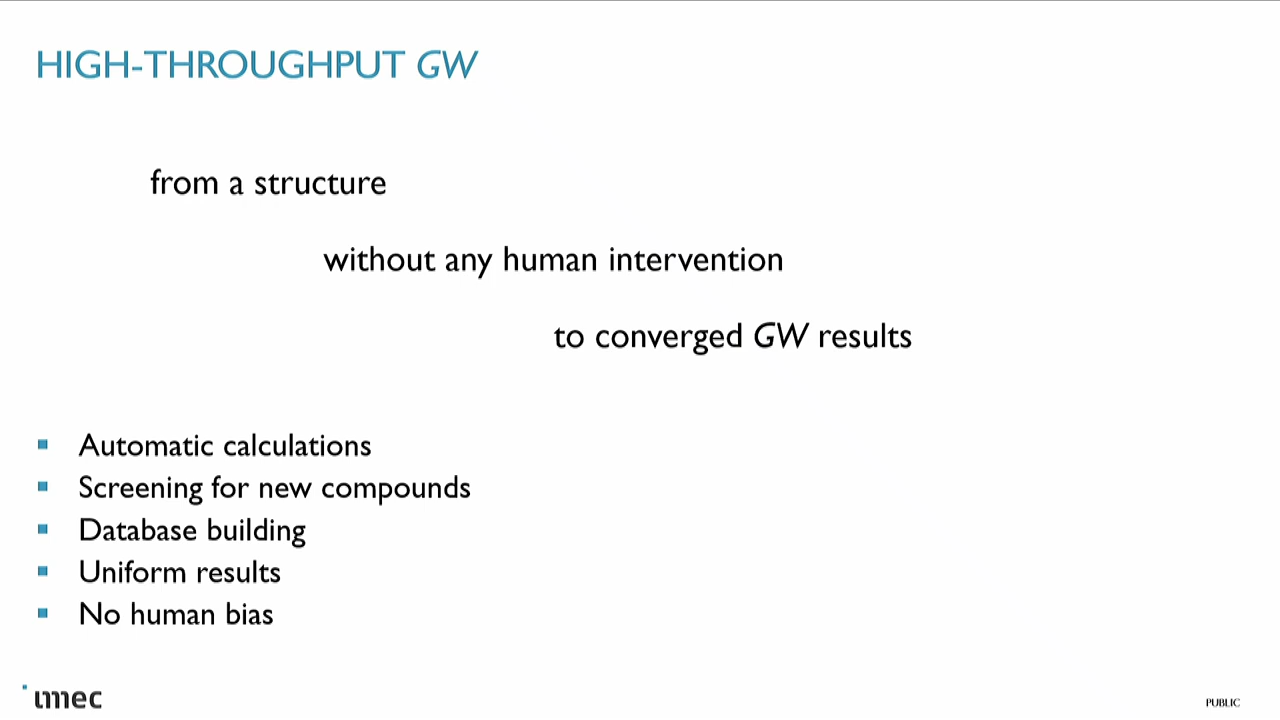 HIGH-THROUGHPUT GW
from a structure
without any human intervention
to converged GW results
Automatic calculations
Screening for new compounds
Database building
Uniform results
No human bias
imec
PUBLIC